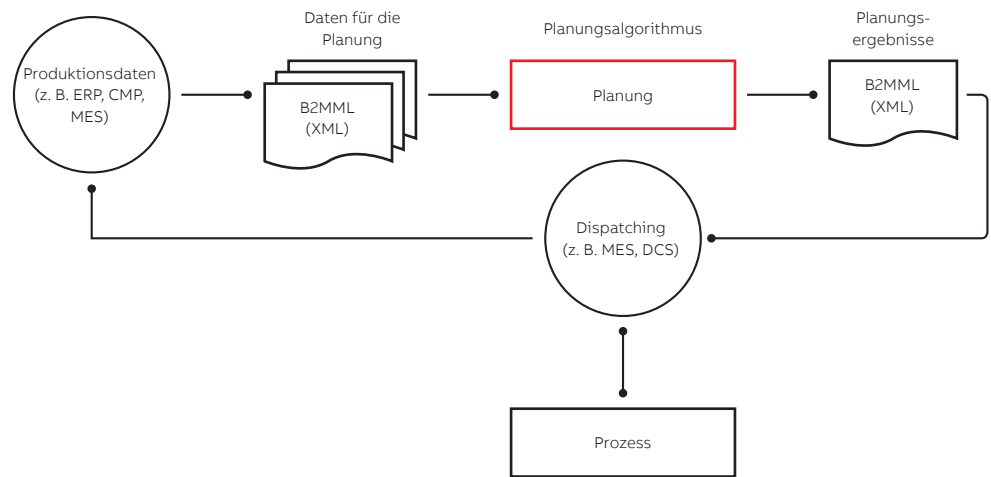 Daten für die
Planung
Planungsalgorithmus
Planungs-
ergebnisse
Produktionsdaten
(z. B. ERP, CMP,
MES)
B2MML
(XML)
Planung
B2MML
(XML)
Dispatching
(z. B. MES, DCS)
Prozess